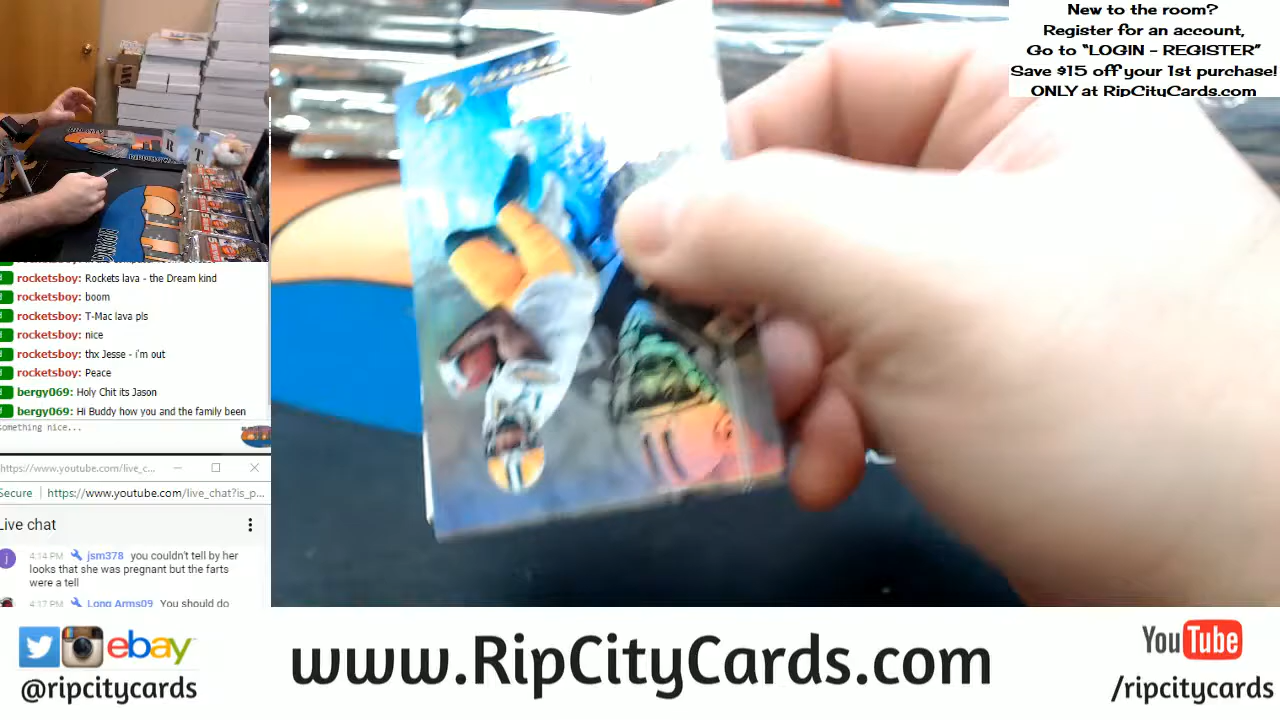 New to the room?
Register for an account,
Go to “LOGIN - REGISTER”
Save $15 off your 1st purchase!
ONLY at RipCityCards.com
R
T
rocketsboy: Rockets lava - the Dream kind
rocketsboy: boom
rocketsboy: T-Mac lava pls
rocketsboy: nice
rocketsboy: thx Jesse - i'm out
rocketsboy: Peace
bergy069: Holy Chit its Jason
bergy069: Hi Buddy how you and the family been
something nice...
https://www.youtube.com/live_c...
Secure
https://www.youtube.com/live_chat?is_p...
Live chat
j
4:14 PM jsm378 you couldn't tell by her
looks that she was pregnant but the farts
were a tell
4:17 PM Long Arms09 You should do
ebay
@ripcitycards
www.RipCityCards.com
YouTube
/ripcitycards